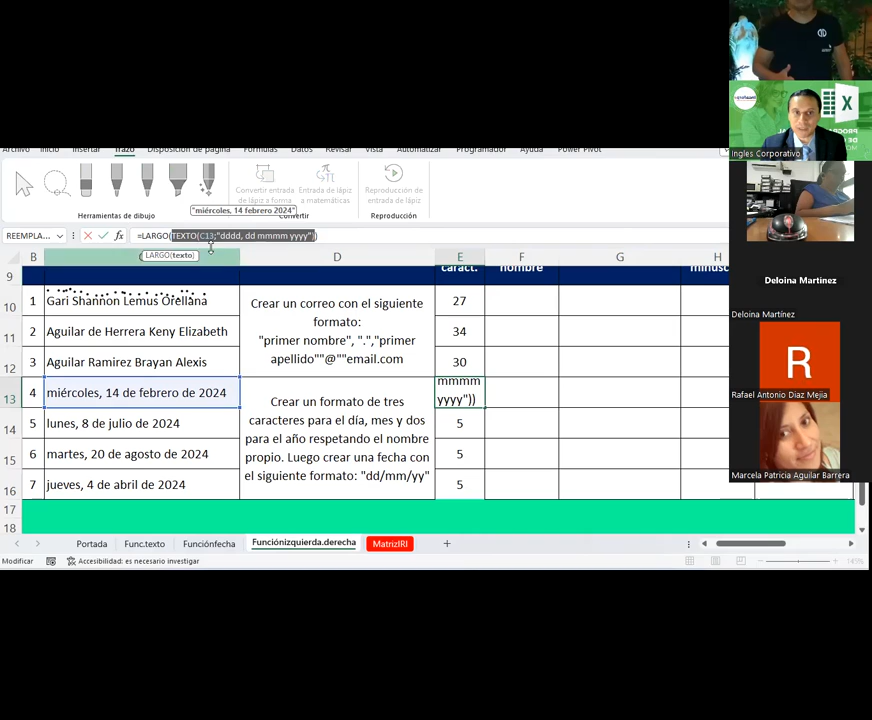 Archivo Inicio Insertar Trazo Disposición de página Fórmulas Datos Revisar Vista Automatizar Programador Ayuda Power Pivot
Convertir entrada de lápiz a forma
Entrada de lápiz a matemáticas
Reproducción de entrada de lápiz
"miércoles, 14 febrero 2024"
Herramientas de dibujo
Convertir
Reproducción
REEMPLA...
fx
=LARGO(TEXTO(C13;"dddd, dd mmmm yyyy"))
LARGO(texto)
B
D
E
F
G
H
9
caract.
nombre
minúsc
10
1
Gari Shannon Lemus Orellana
27
11
2
Aguilar de Herrera Keny Elizabeth
34
12
3
Aguilar Ramirez Brayan Alexis
30
Crear un correo con el siguiente
formato:
"primer nombre", ".","primer
apellido""@""email.com
13
4
miércoles, 14 de febrero de 2024
mmmm
yyyy"))
14
5
lunes, 8 de julio de 2024
5
15
6
martes, 20 de agosto de 2024
5
16
7
jueves, 4 de abril de 2024
5
Crear un formato de tres
caracteres para el día, mes y dos
para el año respetando el nombre
propio. Luego crear una fecha con
el siguiente formato: "dd/mm/yy"
17
18
Portada
Func.texto
Funciónfecha
Funciónizquierda.derecha
MatrizIRI
Modificar
Accesibilidad: es necesario investigar
145%
X
Ingles Corporativo
Deloina Martinez
Deloina Martínez
R
Rafael Antonio Diaz Mejia
Marcela Patricia Aguilar Barrera